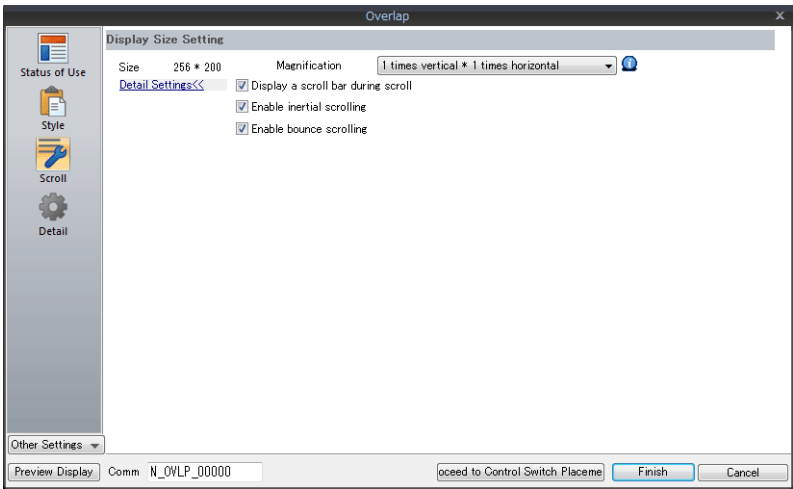 Overlap
x
Display Size Setting
Status of Use
Style
Scroll
Detail
Size 256 * 200 Magnification 1 times vertical * 1 times horizontal
Detail Settings<<
Display a scroll bar during scroll
Enable inertial scrolling
Enable bounce scrolling
Other Settings
Preview Display Comm N_OVLP_00000 oceed to Control Switch Placeme Finish Cancel